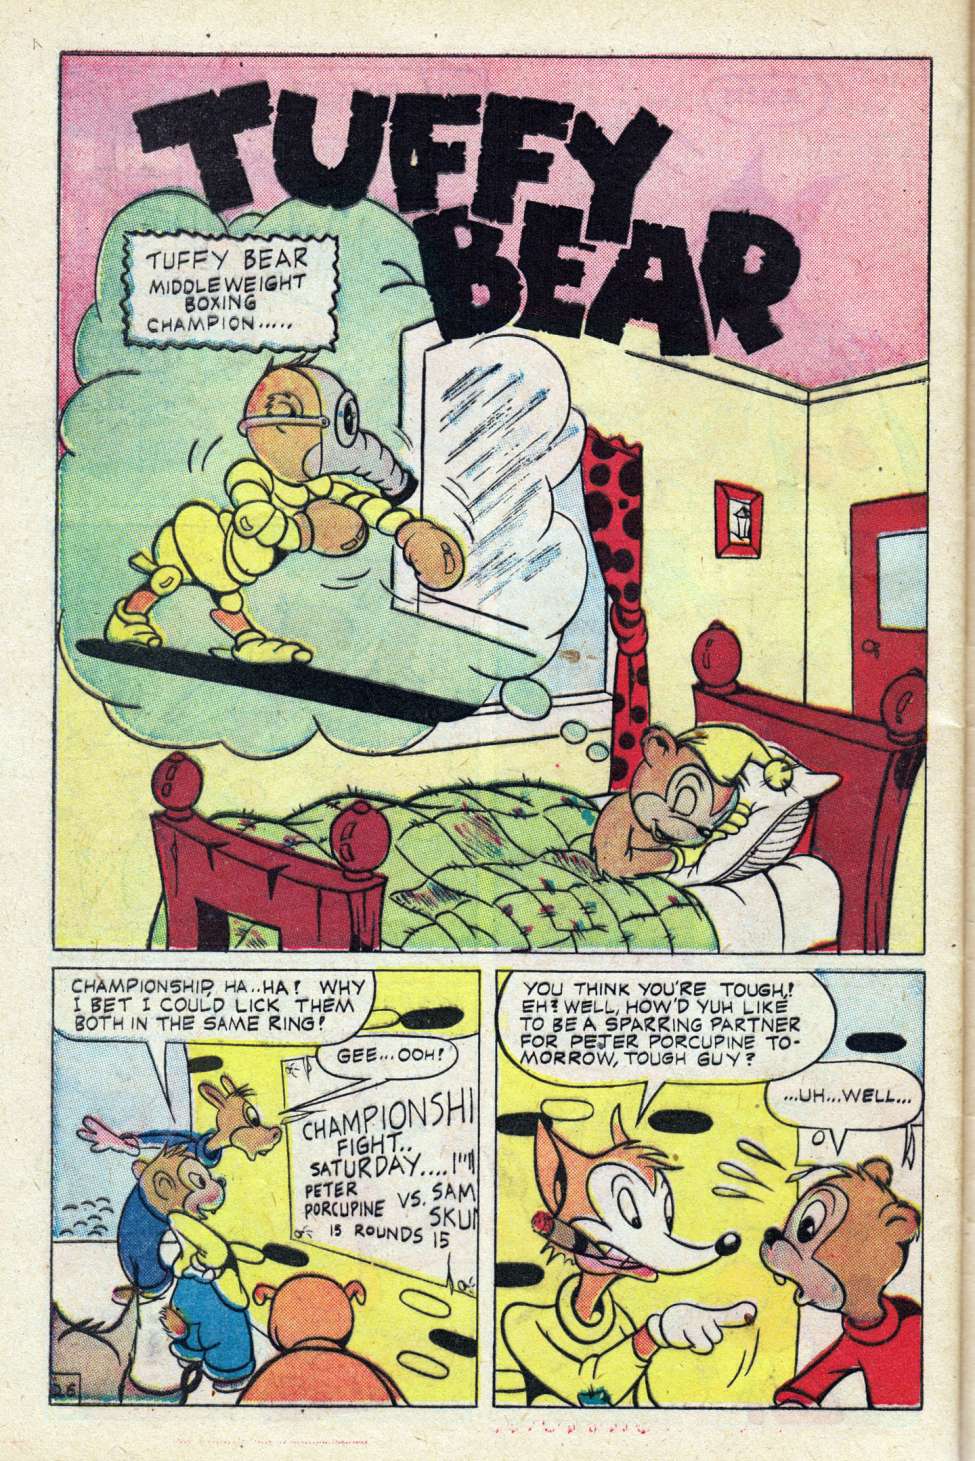 TUFFY
BEAR
TUFFY BEAR
MIDDLEWEIGHT
BOXING
CHAMPION.....
CHAMPIONSHIP, HA..HA! WHY
I BET I COULD LICK THEM
BOTH IN THE SAME RING!
GEE...OOH!
CHAMPIONSHI
FIGHT..
SATURDAY....
PETER
PORCUPINE
VS.
SAM
SKUN
15 ROUNDS
15
YOU THINK YOU'RE TOUGH,!
EH? WELL, HOW'D YUH LIKE
TO BE A SPARRING PARTNER
FOR PETER PORCUPINE TO-
MORROW, TOUGH GUY?
...UH...WELL...